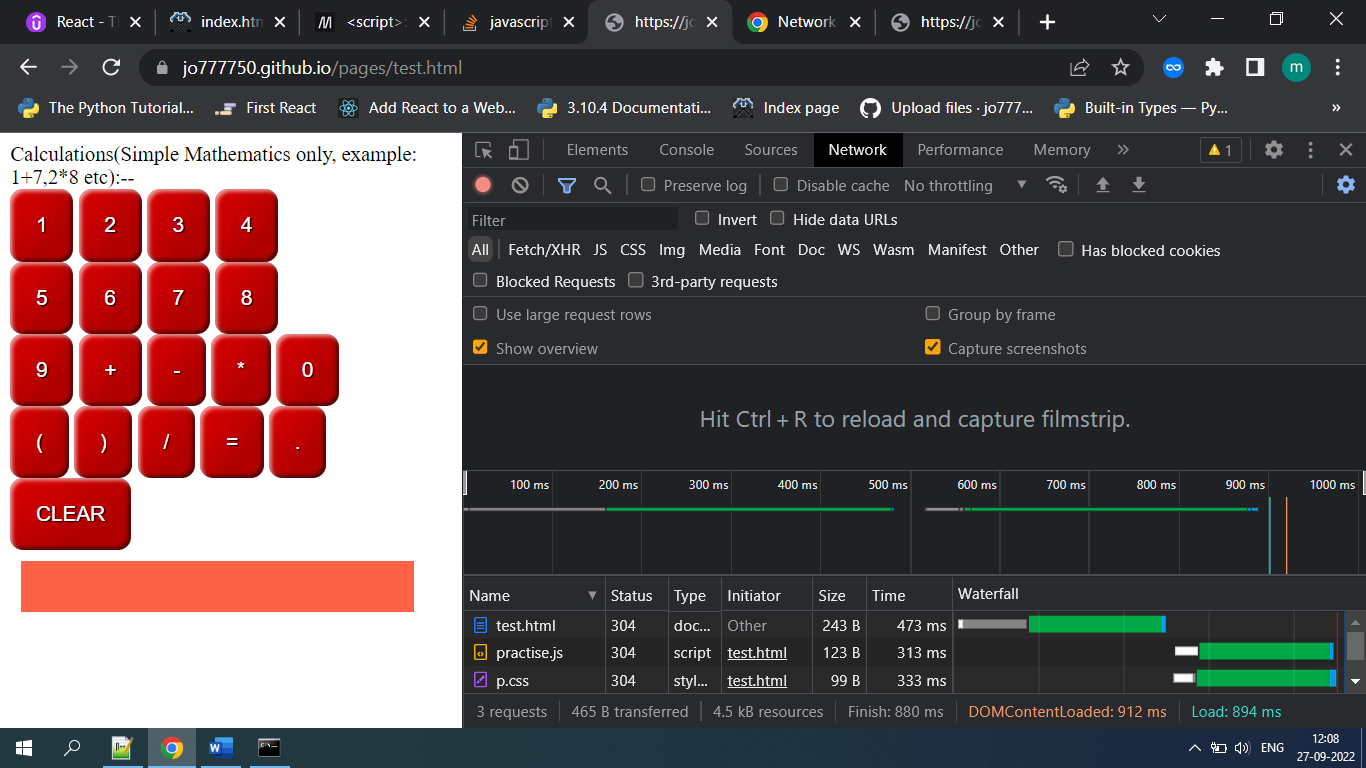 React - T
index.htm
<script>:
javascrip
https://jo
Network
https://jo
jo777750.github.io/pages/test.html
m
The Python Tutorial...
First React
Add React to a Web...
3.10.4 Documentati...
Index page
Upload files · jo777...
Built-in Types — Py...
»
Calculations(Simple Mathematics only, example:
1+7,2*8 etc):--
1 2 3 4
5 6 7 8
9 + - * 0
( ) / = .
CLEAR
Elements Console Sources Network Performance Memory » 1
Preserve log Disable cache No throttling
Filter Invert Hide data URLs
All Fetch/XHR JS CSS Img Media Font Doc WS Wasm Manifest Other Has blocked cookies
Blocked Requests 3rd-party requests
Use large request rows Group by frame
Show overview Capture screenshots
Hit Ctrl + R to reload and capture filmstrip.
100 ms 200 ms 300 ms 400 ms 500 ms 600 ms 700 ms 800 ms 900 ms 1000 ms
Name Status Type Initiator Size Time Waterfall
test.html 304 doc... Other 243 B 473 ms
practise.js 304 script test.html 123 B 313 ms
p.css 304 styl... test.html 99 B 333 ms
3 requests 465 B transferred 4.5 kB resources Finish: 880 ms DOMContentLoaded: 912 ms Load: 894 ms
ENG
12:08
27-09-2022